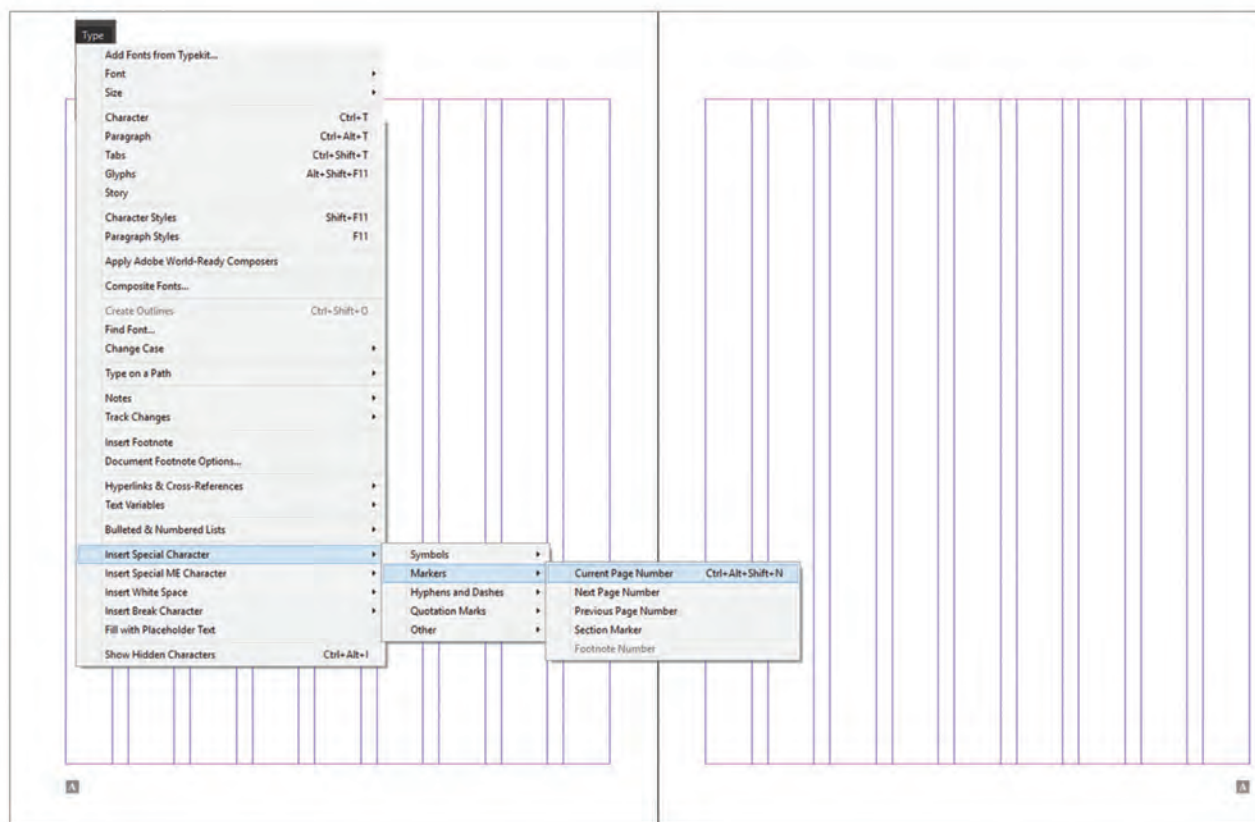 Type
Add Fonts from Typekit...
Font
Size
Character Ctrl+T
Paragraph Ctrl+Alt+T
Tabs Ctrl+Shift+T
Glyphs Alt+Shift+F11
Story
Character Styles Shift+F11
Paragraph Styles F11
Apply Adobe World-Ready Composers
Composite Fonts...
Create Outlines Ctrl+Shift+O
Find Font...
Change Case
Type on a Path
Notes
Track Changes
Insert Footnote
Document Footnote Options...
Hyperlinks & Cross-References
Text Variables
Bulleted & Numbered Lists
Insert Special Character
Insert Special ME Character
Insert White Space
Insert Break Character
Fill with Placeholder Text
Show Hidden Characters Ctrl+Alt+I
Symbols
Markers
Hyphens and Dashes
Quotation Marks
Other
Current Page Number Ctrl+Alt+Shift+N
Next Page Number
Previous Page Number
Section Marker
Footnote Number
A
A